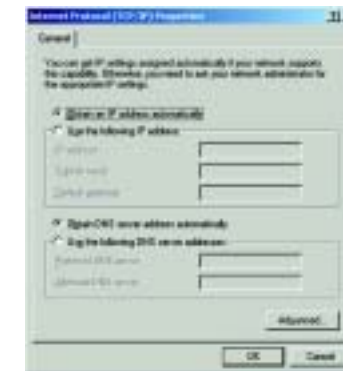 Internet Protocol (TCP/IP) Properties
General
You can get IP settings assigned automatically if your network supports
this capability. Otherwise, you need to ask your network administrator for
the appropriate IP settings.
Obtain an IP address automatically
Use the following IP address:
IP address:
Subnet mask:
Default gateway:
Obtain DNS server address automatically
Use the following DNS server addresses:
Preferred DNS server:
Alternate DNS server:
Advanced...
OK
Cancel